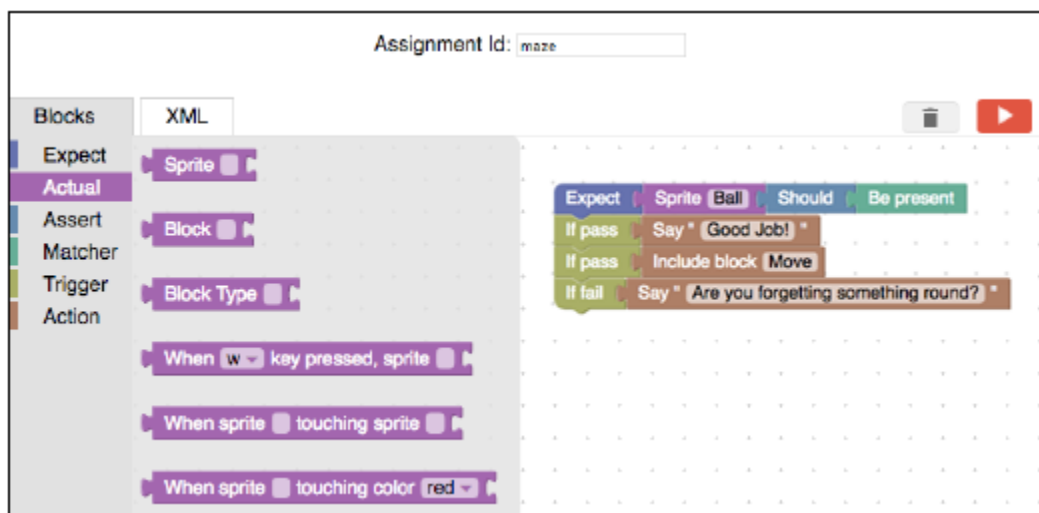 Assignment Id: maze
Blocks XML
Expect
Actual
Assert
Matcher
Trigger
Action
Sprite
Block
Block Type
When w key pressed, sprite
When sprite touching sprite
When sprite touching color red
Expect Sprite Ball Should Be present
If pass Say " Good Job! "
If pass Include block Move
If fail Say " Are you forgetting something round? "